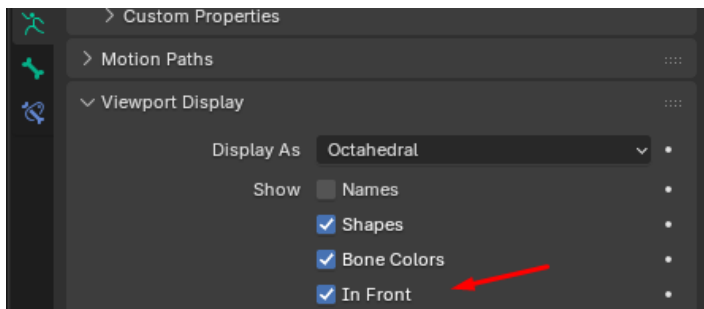 Custom Properties
Motion Paths
Viewport Display
Display As Octahedral
Show Names
Shapes
Bone Colors
In Front